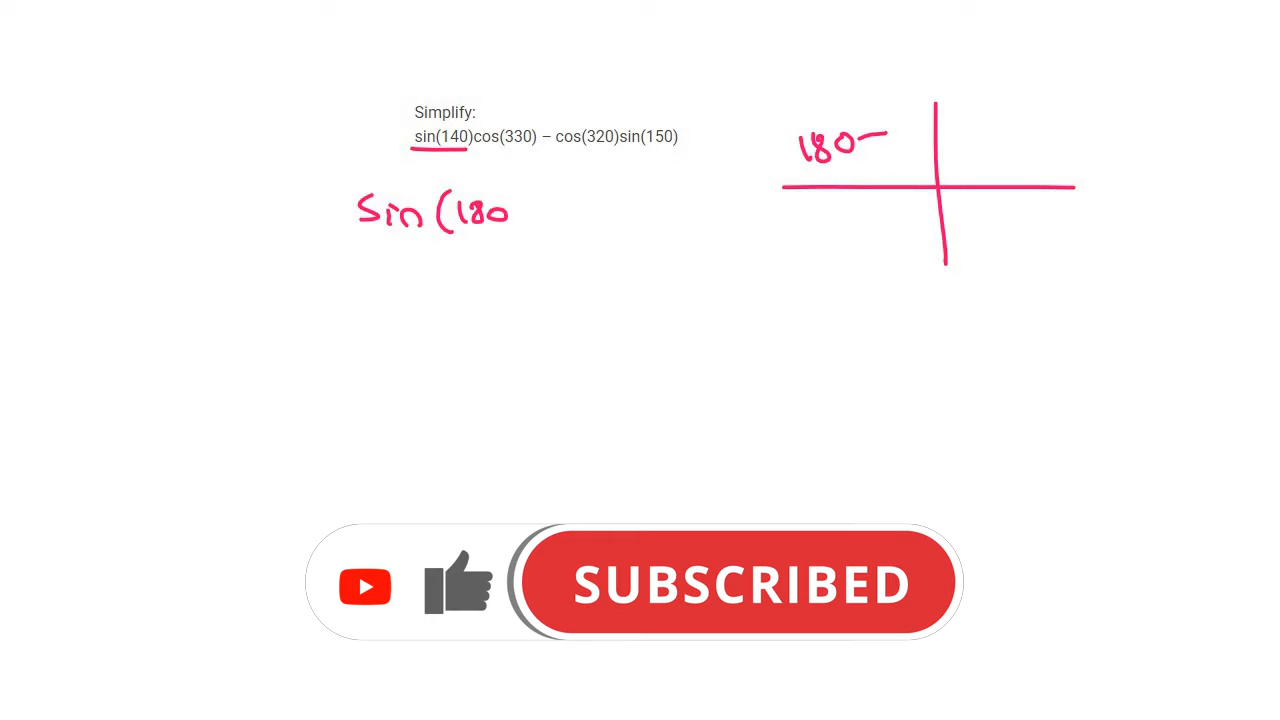 Simplify:
sin(140)cos(330) – cos(320)sin(150)
180–
Sin (180
SUBSCRIBED